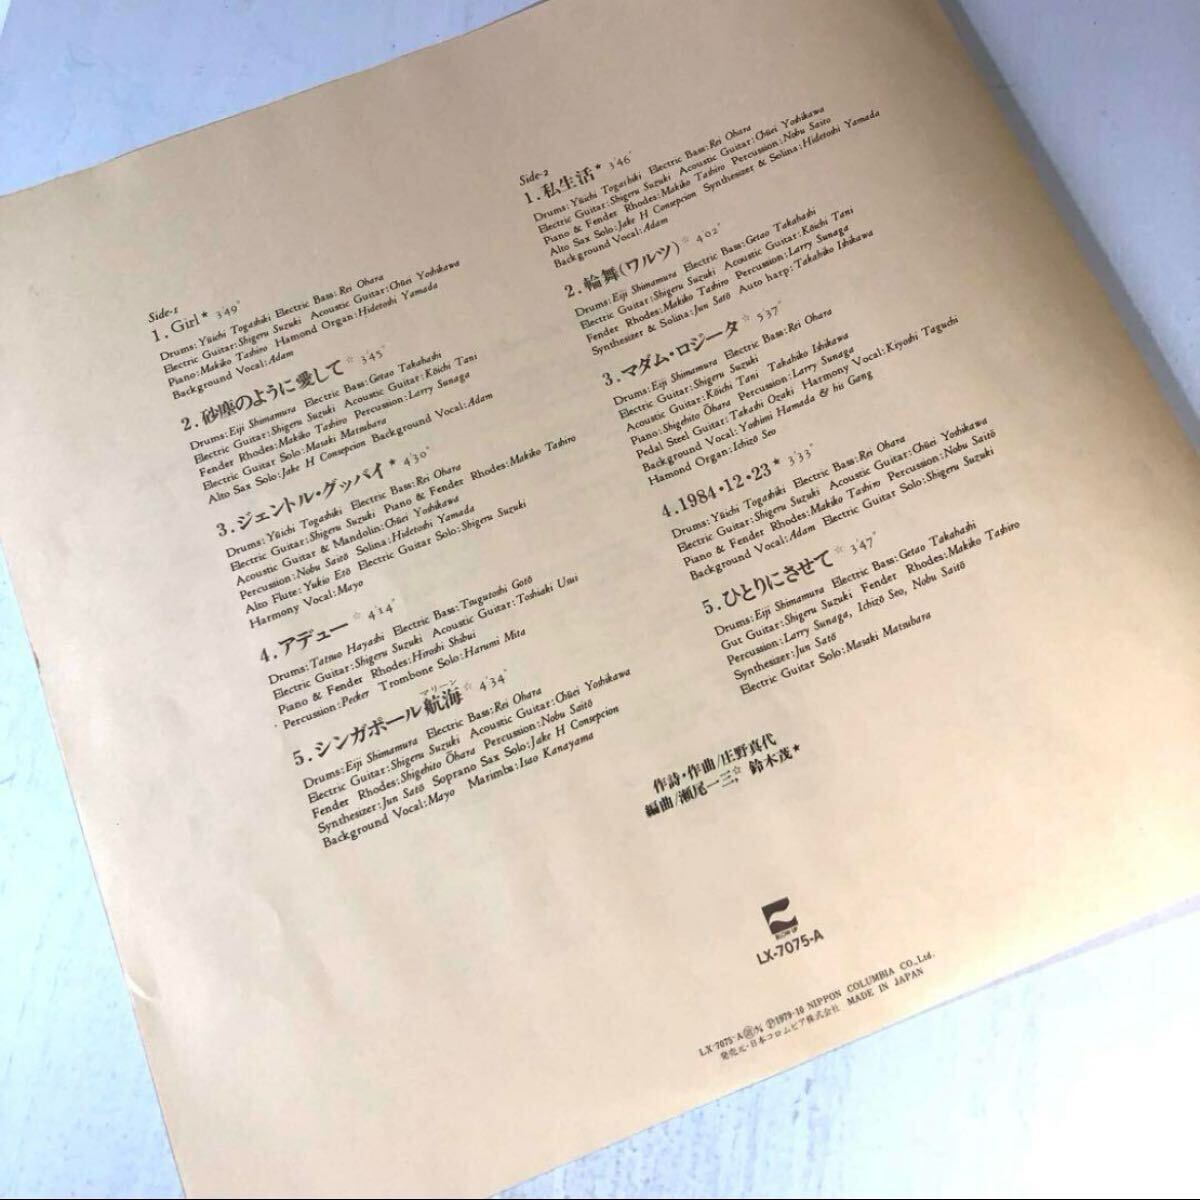 Side-1
1. Girl★ 3'49"
Drums:Yūichi Togashiki Electric Bass:Rei Ohara
Electric Guitar:Shigeru Suzuki Acoustic Guitar:Chūei Yoshikawa
Piano:Makiko Tashiro Hamond Organ:Hidetoshi Yamada
Background Vocal:Adam
2. 砂塵のように愛して☆ 3'45"
Drums:Eiji Shimamura Electric Bass:Getao Takahashi
Electric Guitar:Shigeru Suzuki Acoustic Guitar:Kōichi Tani
Fender Rhodes:Makiko Tashiro Percussion:Larry Sunaga
Electric Guitar Solo:Masaki Matsubara
Alto Sax Solo:Jake H Consepcion Background Vocal:Adam
3. ジェントル・グッバイ★ 4'30"
Drums:Yūichi Togashiki Electric Bass:Rei Ohara
Electric Guitar:Shigeru Suzuki Piano & Fender Rhodes:Makiko Tashiro
Acoustic Guitar & Mandolin:Chūei Yoshikawa
Percussion:Nobu Saitō Solina:Hidetoshi Yamada
Alto Flute:Yukio Etō Electric Guitar Solo:Shigeru Suzuki
Harmony Vocal:Mayo
4. アデュー☆ 4'14"
Drums:Tatsuo Hayashi Electric Bass:Tsugutoshi Gotō
Electric Guitar:Shigeru Suzuki Acoustic Guitar:Toshiaki Usui
Piano & Fender Rhodes:Hiroshi Shibui
Percussion:Pecker Trombone Solo:Harumi Mita
マリーン
5. シンガポール航海☆ 4'34"
Drums:Eiji Shimamura Electric Bass:Rei Ohara
Electric Guitar:Shigeru Suzuki Acoustic Guitar:Chūei Yoshikawa
Fender Rhodes:Shigehito Ōhara Percussion:Nobu Saitō
Synthesizer:Jun Satō Soprano Sax Solo:Jake H Consepcion
Background Vocal:Mayo Marimba:Isao Kanayama
Side-2
1. 私生活★ 3'46"
Drums:Yūichi Togashiki Electric Bass:Rei Ohara
Electric Guitar:Shigeru Suzuki Acoustic Guitar:Chūei Yoshikawa
Piano & Fender Rhodes:Makiko Tashiro Percussion:Nobu Saito
Alto Sax Solo:Jake H Consepcion Synthesizer & Solina:Hidetoshi Yamada
Background Vocal:Adam
2. 輪舞(ワルツ)☆ 4'02"
Drums:Eiji Shimamura Electric Bass:Getao Takahashi
Electric Guitar:Shigeru Suzuki Acoustic Guitar:Kōichi Tani
Fender Rhodes:Makiko Tashiro Percussion:Larry Sunaga
Synthesizer & Solina:Jun Satō Auto harp:Takahiko Ishikawa
3. マダム・ロジータ☆ 5'37"
Drums:Eiji Shimamura Electric Bass:Rei Ohara
Electric Guitar:Shigeru Suzuki
Acoustic Guitar:Kōichi Tani Takahiko Ishikawa
Piano:Shigehito Ōhara Percussion:Larry Sunaga
Pedal Steel Guitar:Takashi Ozaki Harmony Vocal:Kiyoshi Taguchi
Background Vocal:Yoshimi Hamada & his Gang
Hamond Organ:Ichizō Seo
4. 1984・12・23★ 3'33"
Drums:Yūichi Togashiki Electric Bass:Rei Ohara
Electric Guitar:Shigeru Suzuki Acoustic Guitar:Chūei Yoshikawa
Piano & Fender Rhodes:Makiko Tashiro Percussion:Nobu Saitō
Background Vocal:Adam Electric Guitar Solo:Shigeru Suzuki
5. ひとりにさせて☆ 3'47"
Drums:Eiji Shimamura Electric Bass:Getao Takahashi
Gut Guitar:Shigeru Suzuki Fender Rhodes:Makiko Tashiro
Percussion:Larry Sunaga, Ichizō Seo, Nobu Saitō
Synthesizer:Jun Satō
Electric Guitar Solo:Masaki Matsubara
作詩・作曲/庄野真代
編曲/瀬尾一三☆, 鈴木茂★
BLOW UP
LX-7075-A
LX-7075-A Ⓟ1979・10 NIPPON COLUMBIA CO.,Ltd.
発売元・日本コロムビア株式会社 MADE IN JAPAN